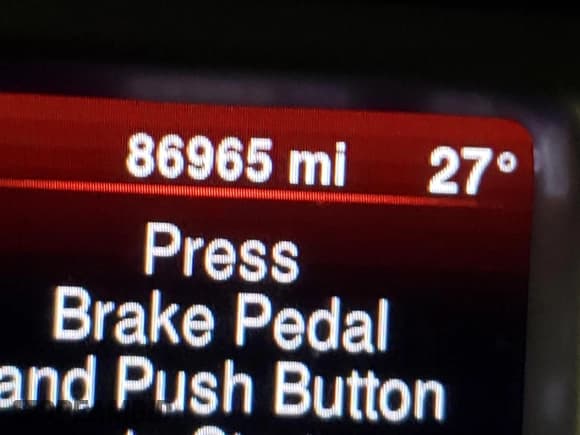 86965 mi 27°
Press
Brake Pedal
and Push Button